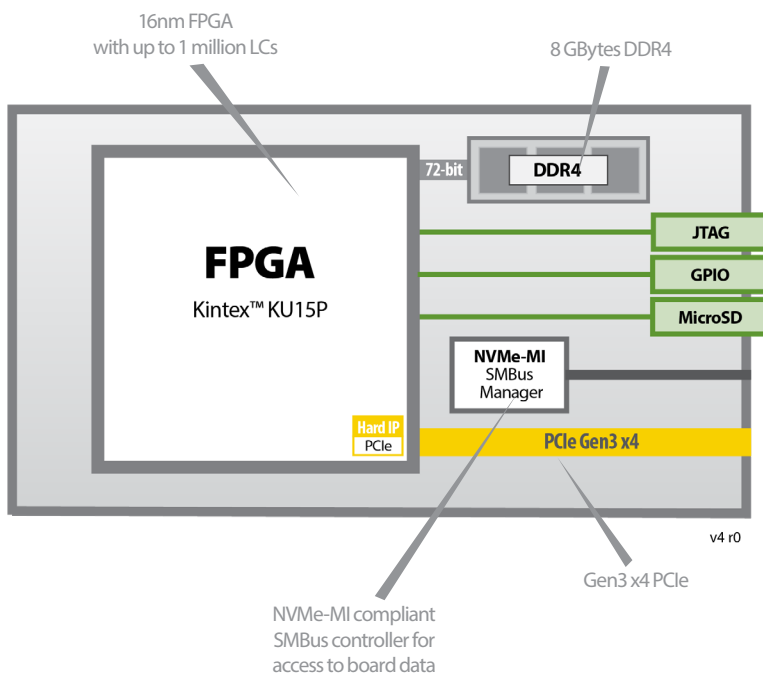 16nm FPGA
with up to 1 million LCs
8 GBytes DDR4
72-bit
DDR4
JTAG
FPGA
GPIO
Kintex™ KU15P
MicroSD
NVMe-MI
SMBus
Manager
Hard IP
PCIe
PCIe Gen3 x4
v4 r0
Gen3 x4 PCIe
NVMe-MI compliant
SMBus controller for
access to board data